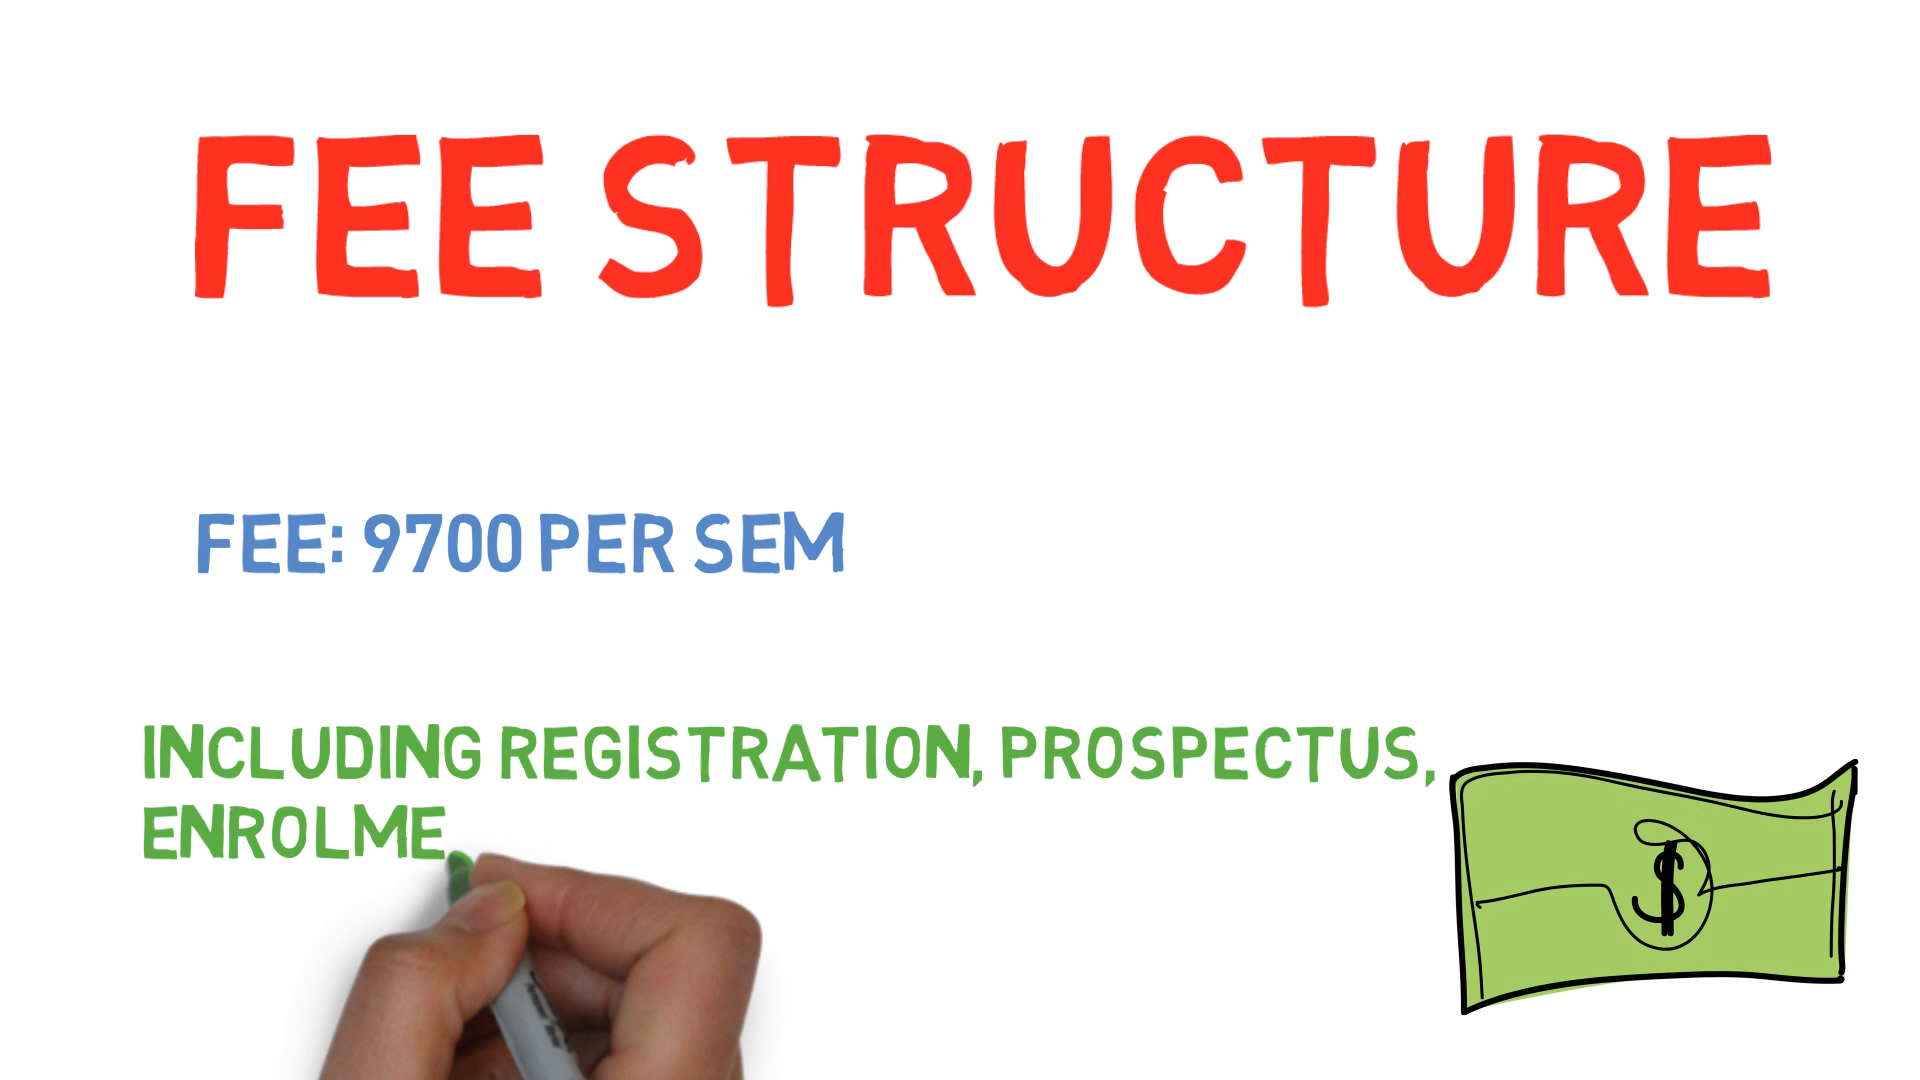 FEE STRUCTURE
FEE: 9700 PER SEM
INCLUDING REGISTRATION, PROSPECTUS,
ENROLME
$